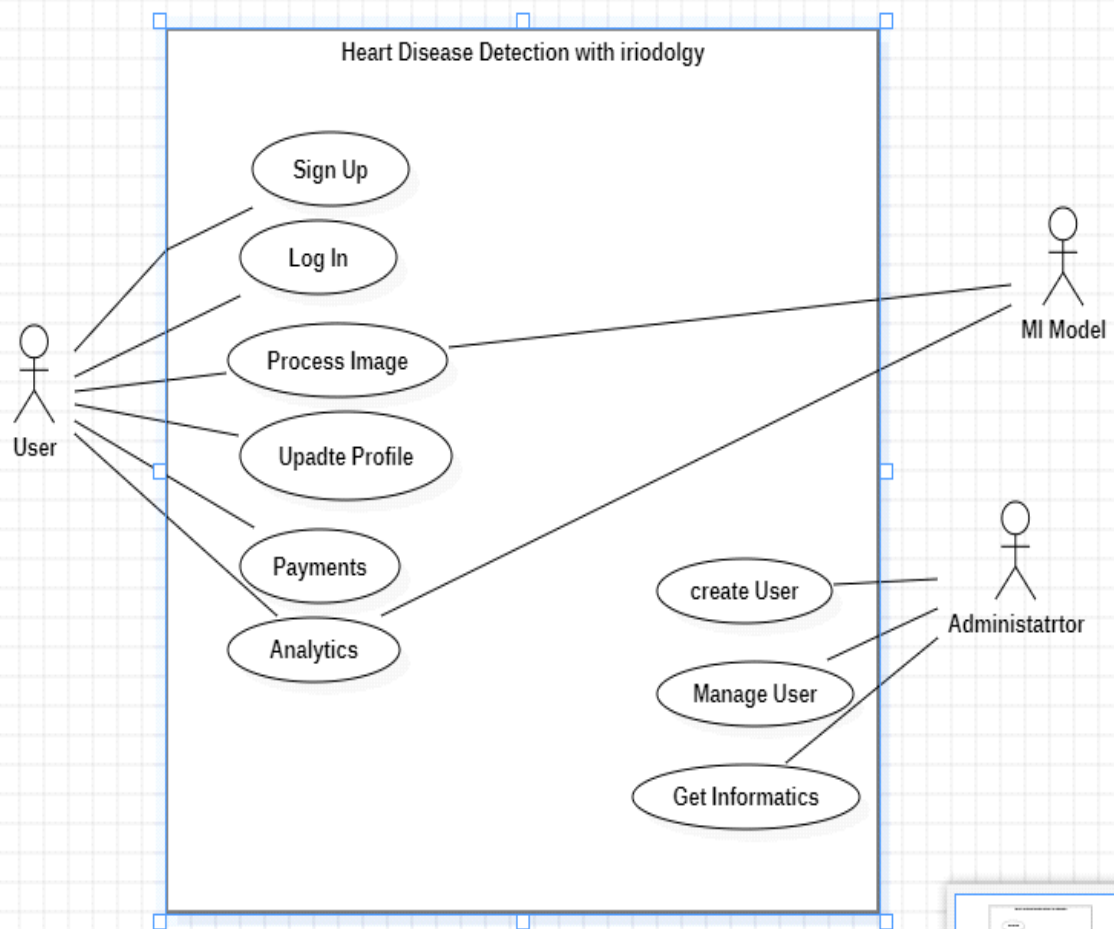 Heart Disease Detection with iriodolgy
Sign Up
Log In
Process Image
Upadte Profile
Payments
Analytics
User
MI Model
create User
Administatrtor
Manage User
Get Informatics